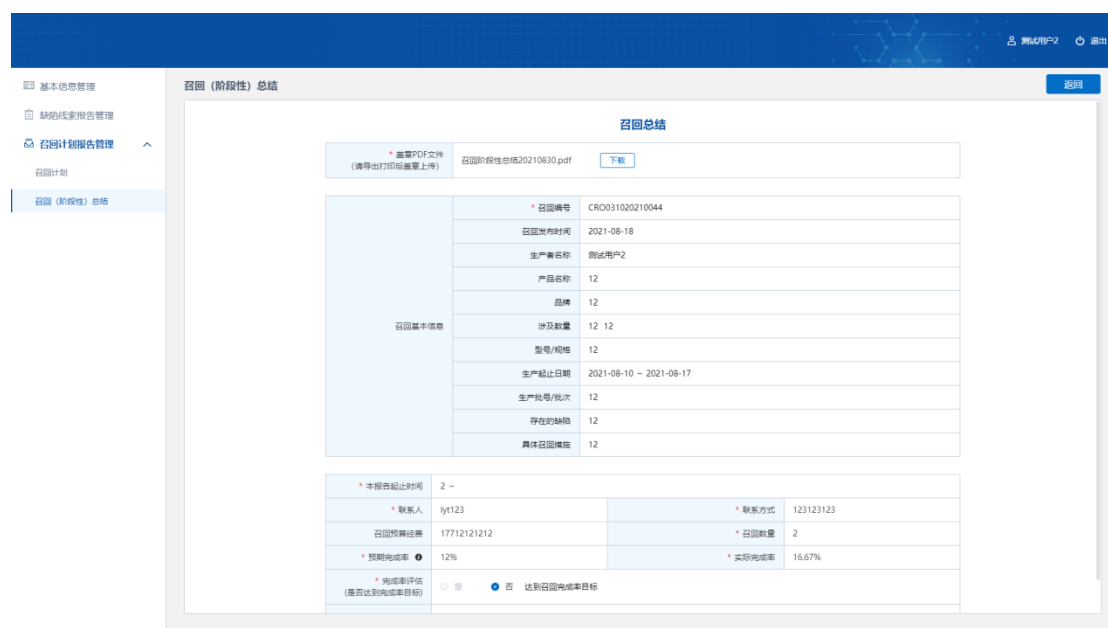 测试用户2 退出
基本信息管理
缺陷线索报告管理
召回计划报告管理
召回计划
召回（阶段性）总结
召回（阶段性）总结 返回
召回总结
* 盖章PDF文件
(请导出打印后盖章上传)
召回阶段性总结20210830.pdf 下载
召回基本信息
* 召回编号 CRO031020210044
召回发布时间 2021-08-18
生产者名称 测试用户2
产品名称 12
品牌 12
涉及数量 12 12
型号/规格 12
生产起止日期 2021-08-10 ~ 2021-08-17
生产批号/批次 12
存在的缺陷 12
具体召回措施 12
* 本报告起止时间 2 ~
* 联系人 lyt123 * 联系方式 123123123
召回预算经费 17712121212 * 召回数量 2
* 预期完成率 12% * 实际完成率 16.67%
* 完成率评估
(是否达到完成率目标)
是 否 达到召回完成率目标